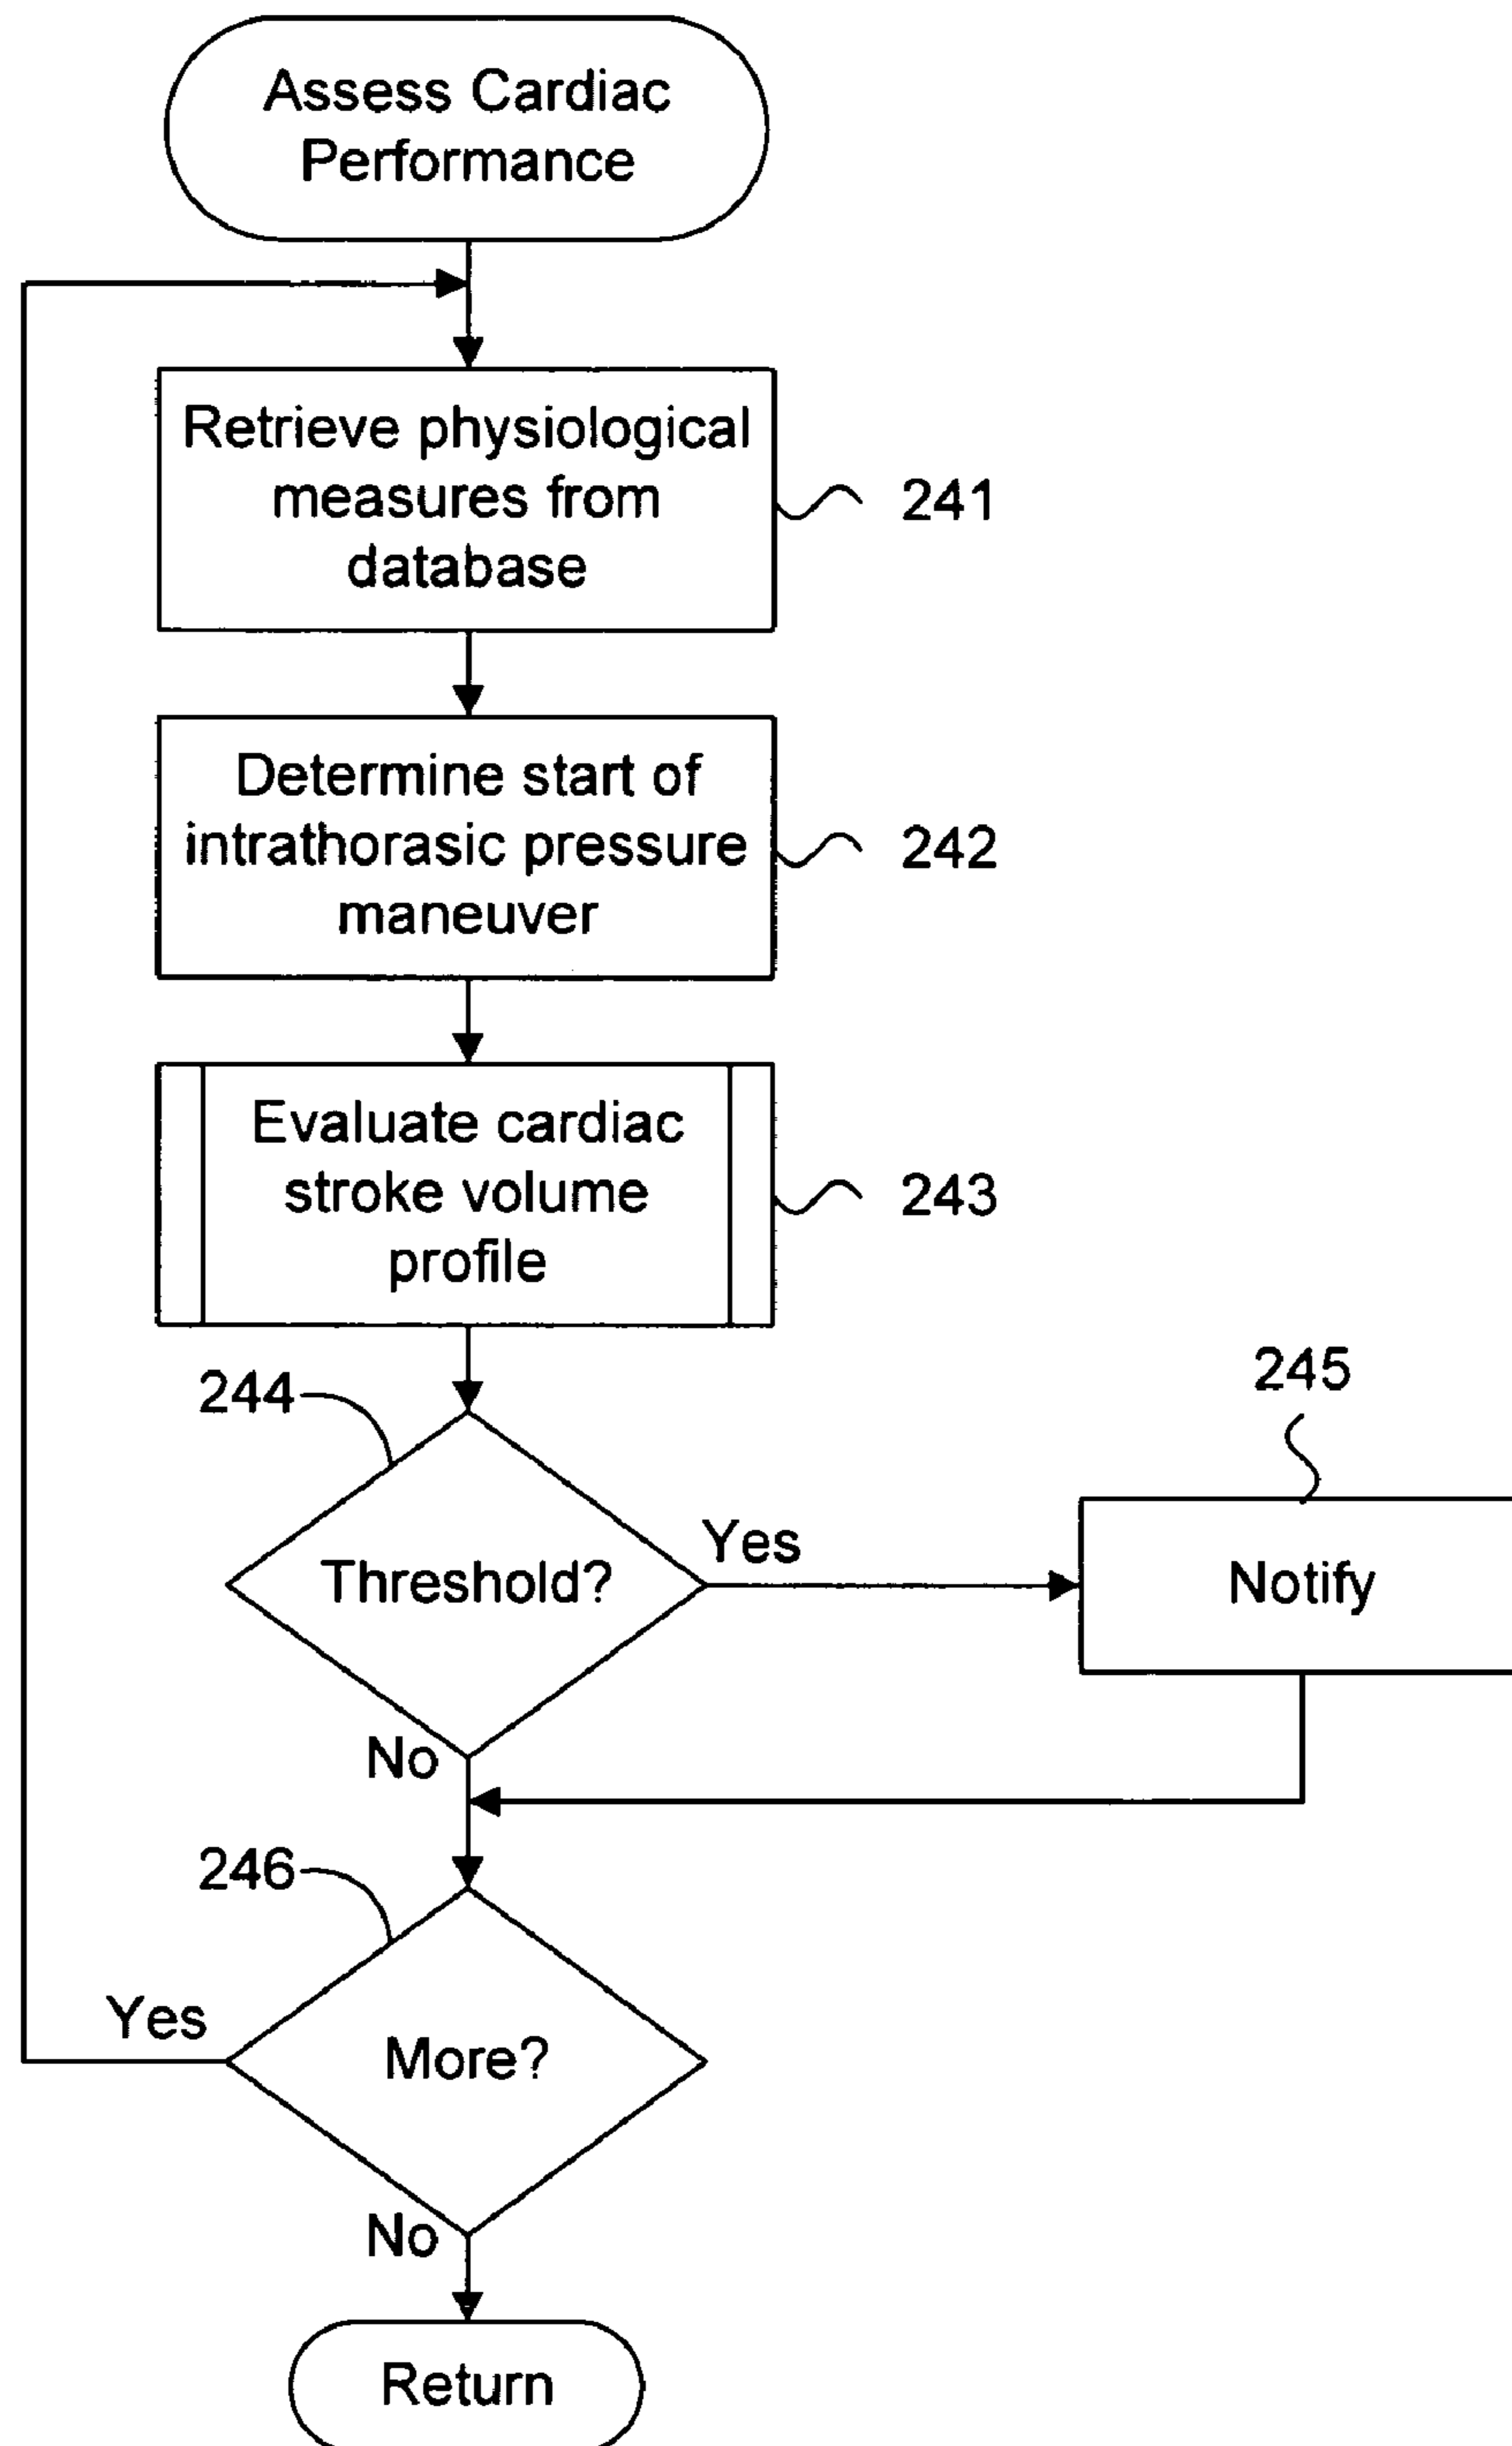 Assess Cardiac
Performance
Retrieve physiological
measures from
database
241
Determine start of
intrathorasic pressure
maneuver
242
Evaluate cardiac
stroke volume
profile
243
244
Threshold?
Yes
245
Notify
No
246
Yes
More?
No
Return